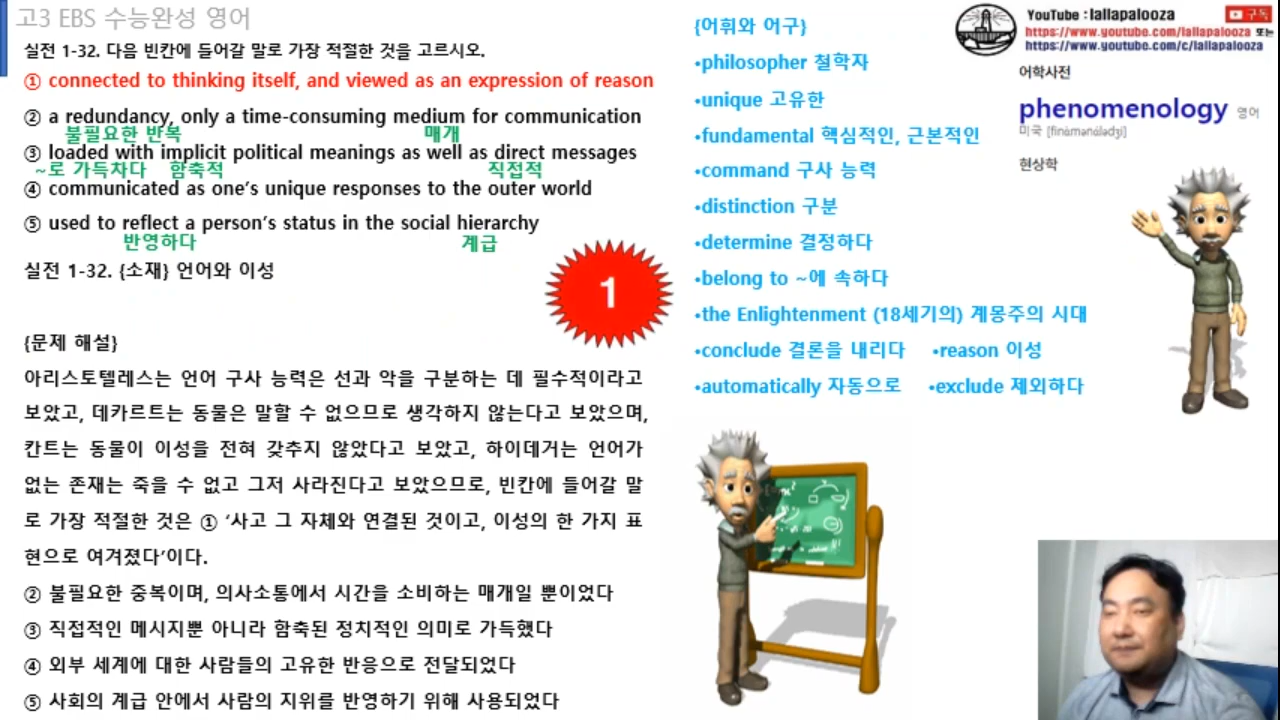 고3 EBS 수능완성 영어
실전 1-32. 다음 빈칸에 들어갈 말로 가장 적절한 것을 고르시오.
① connected to thinking itself, and viewed as an expression of reason
② a redundancy, only a time-consuming medium for communication
불필요한 반복 매개
③ loaded with implicit political meanings as well as direct messages
~로 가득차다 함축적 직접적
④ communicated as one's unique responses to the outer world
⑤ used to reflect a person's status in the social hierarchy
반영하다 계급
실전 1-32. {소재} 언어와 이성
1
{문제 해설}
아리스토텔레스는 언어 구사 능력은 선과 악을 구분하는 데 필수적이라고
보았고, 데카르트는 동물은 말할 수 없으므로 생각하지 않는다고 보았으며,
칸트는 동물이 이성을 전혀 갖추지 않았다고 보았고, 하이데거는 언어가
없는 존재는 죽을 수 없고 그저 사라진다고 보았으므로, 빈칸에 들어갈 말
로 가장 적절한 것은 ① ‘사고 그 자체와 연결된 것이고, 이성의 한 가지 표
현으로 여겨졌다’이다.
② 불필요한 중복이며, 의사소통에서 시간을 소비하는 매개일 뿐이었다
③ 직접적인 메시지뿐 아니라 함축된 정치적인 의미로 가득했다
④ 외부 세계에 대한 사람들의 고유한 반응으로 전달되었다
⑤ 사회의 계급 안에서 사람의 지위를 반영하기 위해 사용되었다
{어휘와 어구}
•philosopher 철학자
•unique 고유한
•fundamental 핵심적인, 근본적인
•command 구사 능력
•distinction 구분
•determine 결정하다
•belong to ~에 속하다
•the Enlightenment (18세기의) 계몽주의 시대
•conclude 결론을 내리다 •reason 이성
•automatically 자동으로 •exclude 제외하다
YouTube : lallapalooza 구독
https://www.youtube.com/lallapalooza 또는
https://www.youtube.com/c/lallapalooza
어학사전
phenomenology 영어
미국 [finàmənálədʒi]
현상학